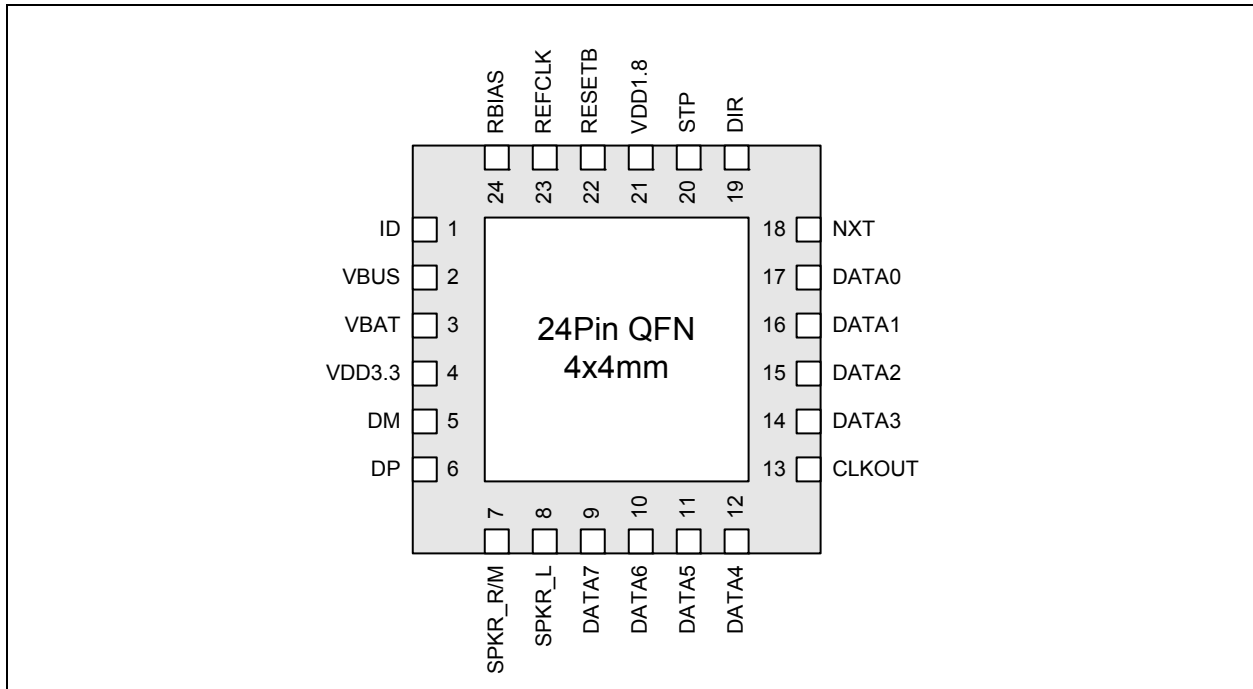 RBIAS
REFCLK
RESETB
VDD1.8
STP
DIR
24
23
22
21
20
19
ID 1
VBUS 2
VBAT 3
VDD3.3 4
DM 5
DP 6
24Pin QFN
4x4mm
18 NXT
17 DATA0
16 DATA1
15 DATA2
14 DATA3
13 CLKOUT
7
8
9
10
11
12
SPKR_R/M
SPKR_L
DATA7
DATA6
DATA5
DATA4